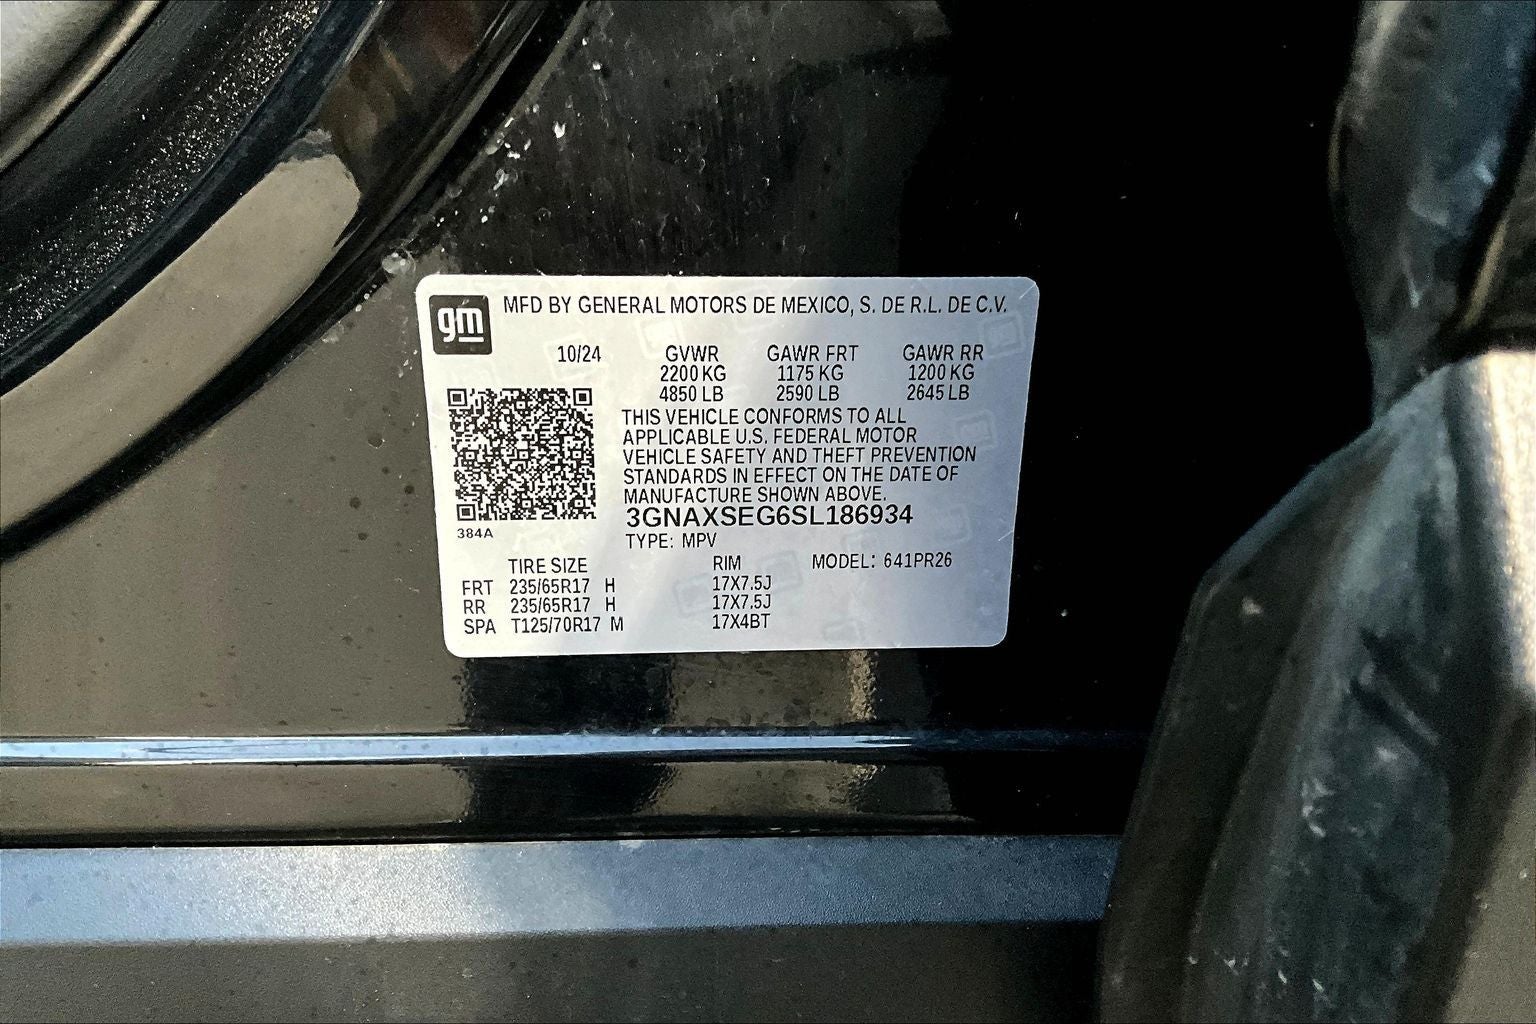 gm MFD BY GENERAL MOTORS DE MEXICO, S. DE R.L. DE C.V.
10/24 GVWR GAWR FRT GAWR RR
2200 KG 1175 KG 1200 KG
4850 LB 2590 LB 2645 LB
THIS VEHICLE CONFORMS TO ALL
APPLICABLE U.S. FEDERAL MOTOR
VEHICLE SAFETY AND THEFT PREVENTION
STANDARDS IN EFFECT ON THE DATE OF
MANUFACTURE SHOWN ABOVE.
3GNAXSEG6SL186934
384A
TYPE: MPV
TIRE SIZE RIM MODEL: 641PR26
FRT 235/65R17 H 17X7.5J
RR 235/65R17 H 17X7.5J
SPA T125/70R17 M 17X4BT